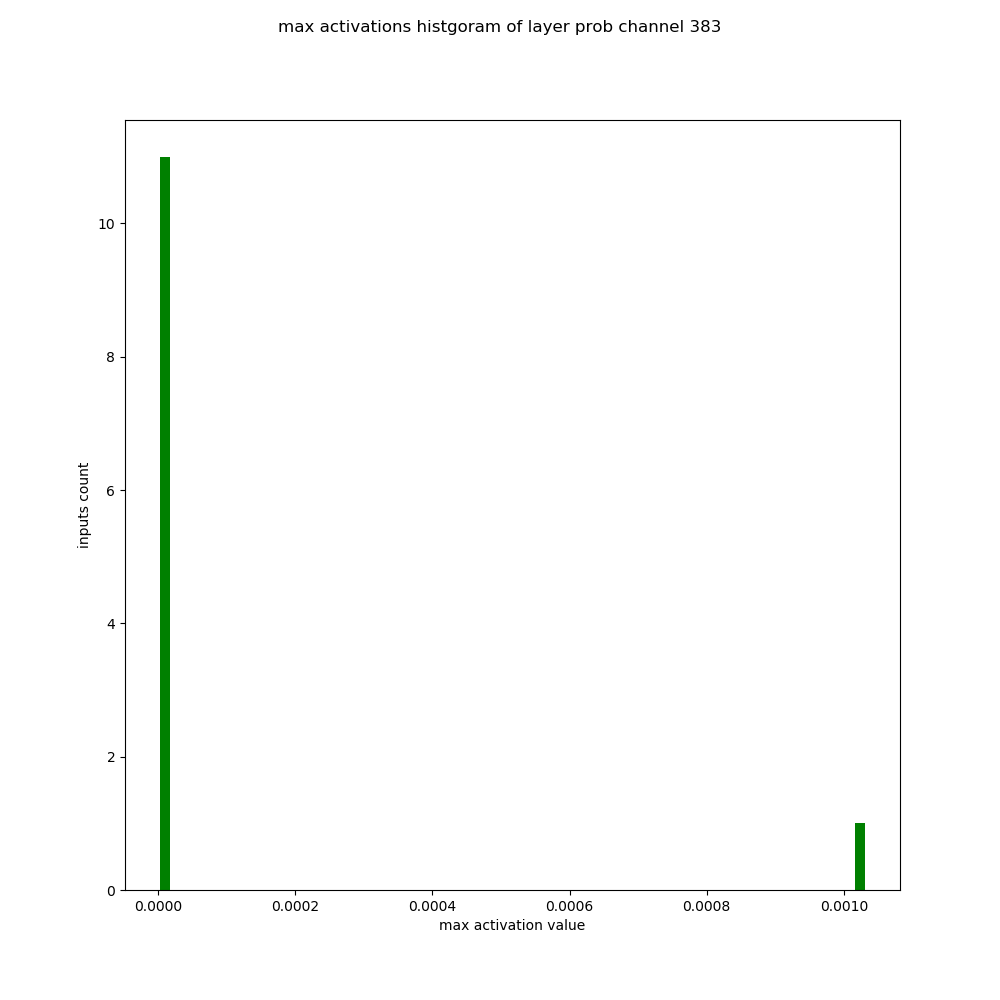 max activations histgoram of layer prob channel 383
10
8
6
4
2
0
inputs count
0.0000 0.0002 0.0004 0.0006 0.0008 0.0010
max activation value